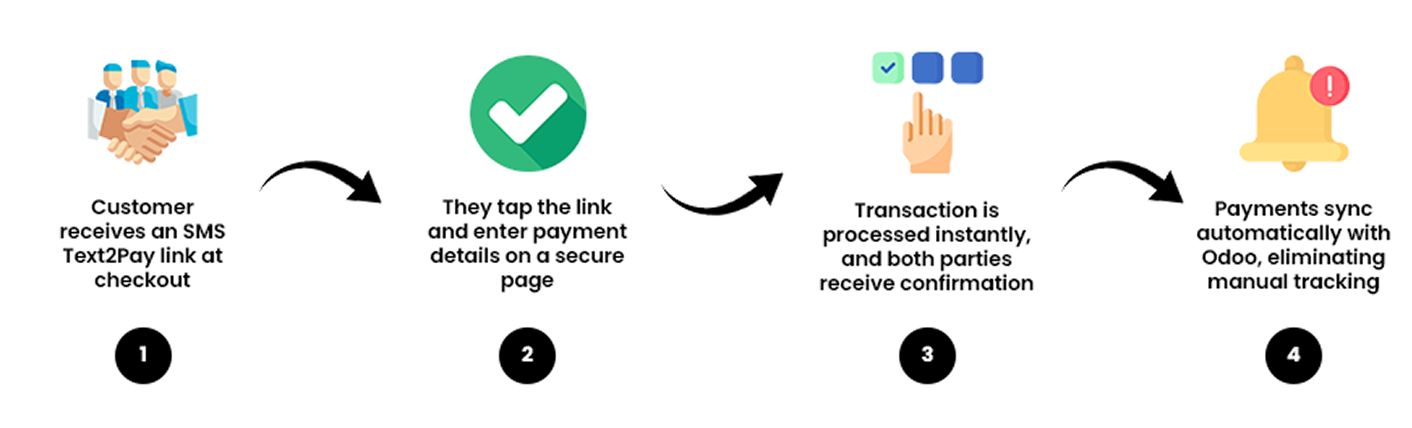 Customer
receives an SMS
Text2Pay link at
checkout
1
They tap the link
and enter payment
details on a secure
page
2
Transaction is
processed instantly,
and both parties
receive confirmation
3
Payments sync
automatically with
Odoo, eliminating
manual tracking
4